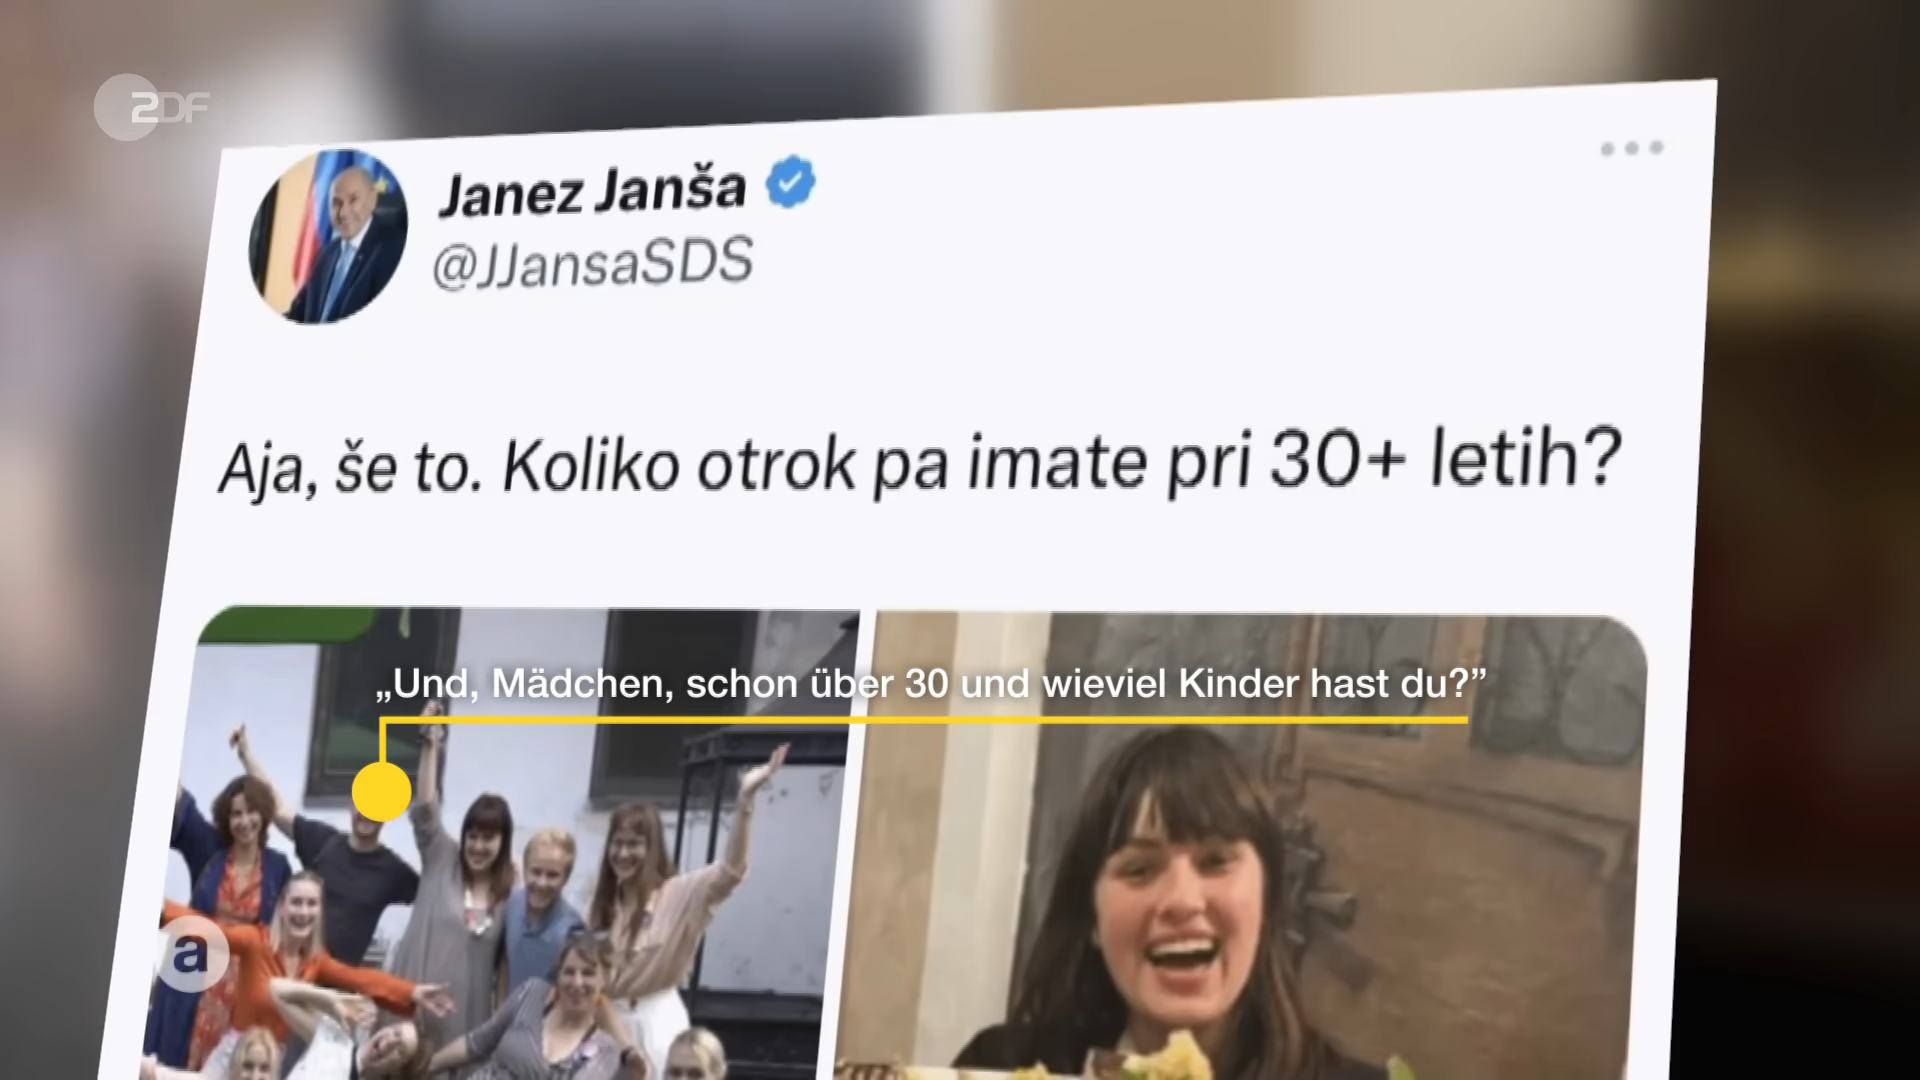 ZDF
Janez Janša
@JJansaSDS
Aja, še to. Koliko otrok pa imate pri 30+ letih?
„Und, Mädchen, schon über 30 und wieviel Kinder hast du?”
a